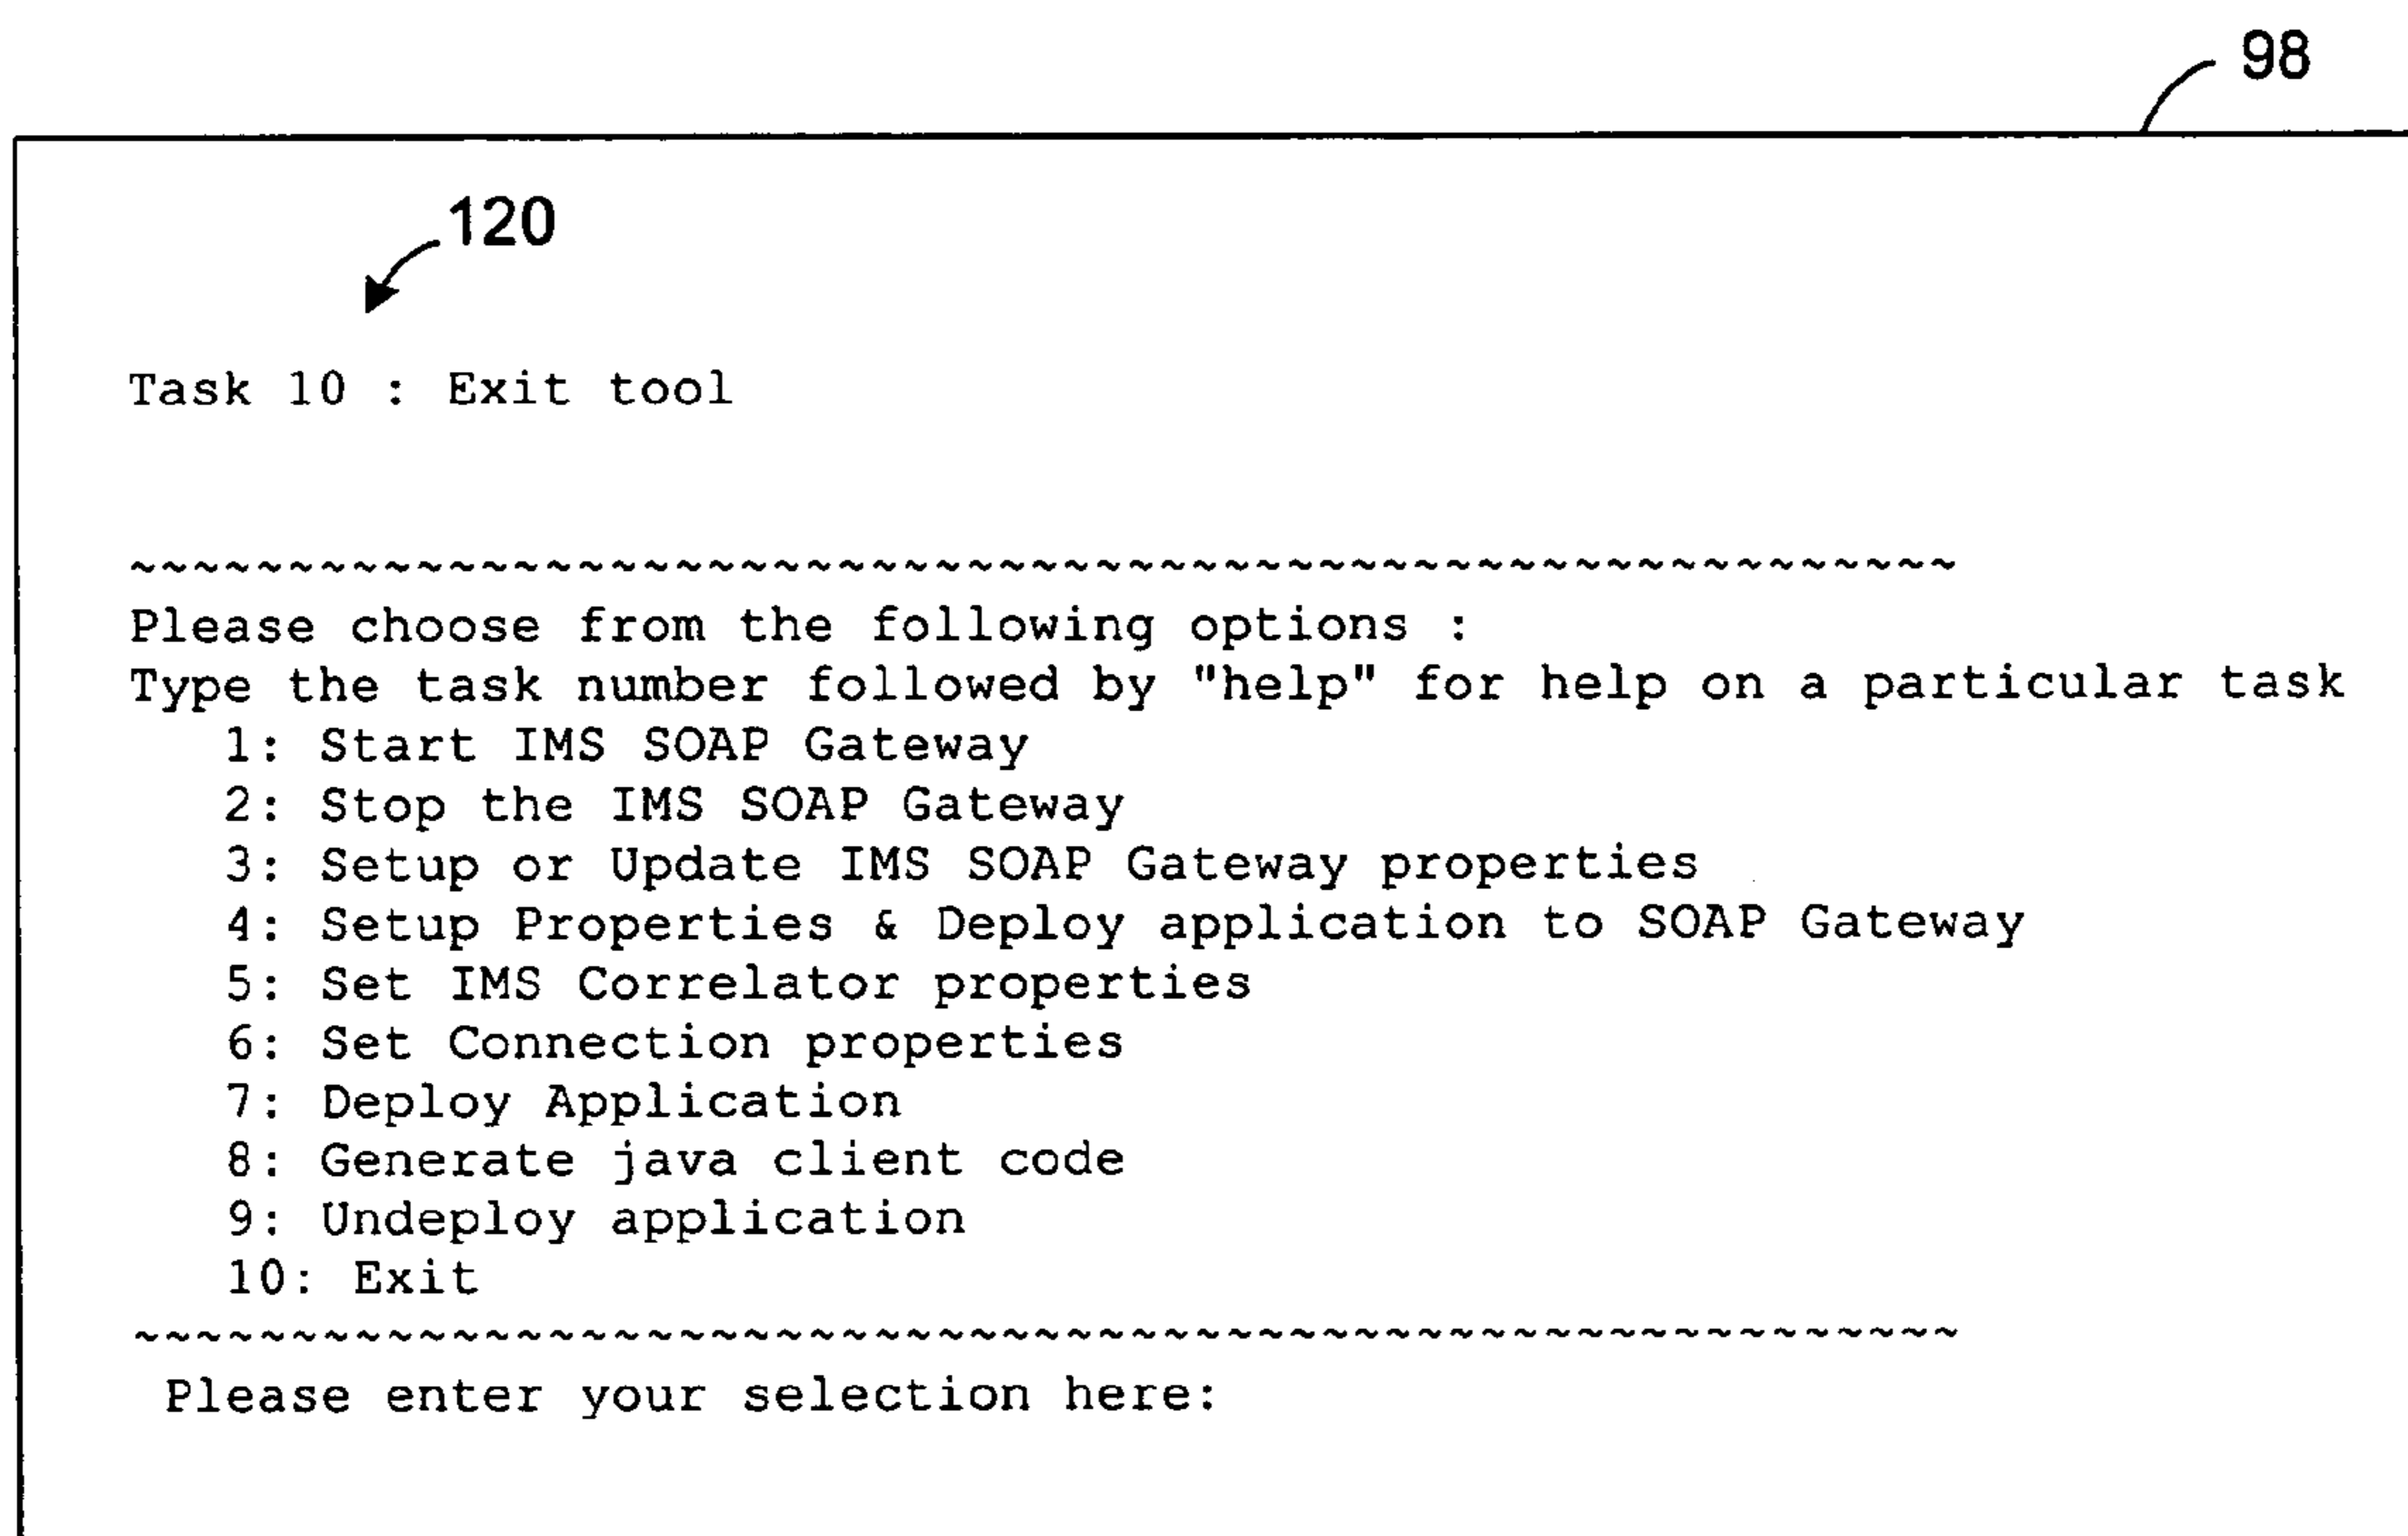 98
120
Task 10 : Exit tool
~~~~~~~~~~~~~~~~~~~~~~~~~~~~~~~~~~~~~~~~~~~~~~~~~~~~~~~~~
Please choose from the following options :
Type the task number followed by "help" for help on a particular task
1: Start IMS SOAP Gateway
2: Stop the IMS SOAP Gateway
3: Setup or Update IMS SOAP Gateway properties
4: Setup Properties & Deploy application to SOAP Gateway
5: Set IMS Correlator properties
6: Set Connection properties
7: Deploy Application
8: Generate java client code
9: Undeploy application
10: Exit
~~~~~~~~~~~~~~~~~~~~~~~~~~~~~~~~~~~~~~~~~~~~~~~~~~~~~~~~~
Please enter your selection here: